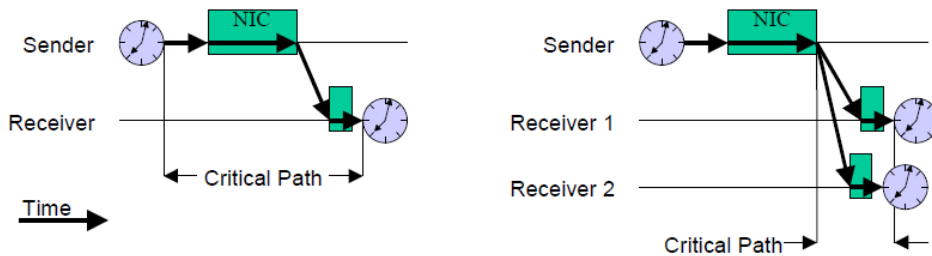 NIC
Sender
Receiver
Critical Path
Time
NIC
Sender
Receiver 1
Receiver 2
Critical Path